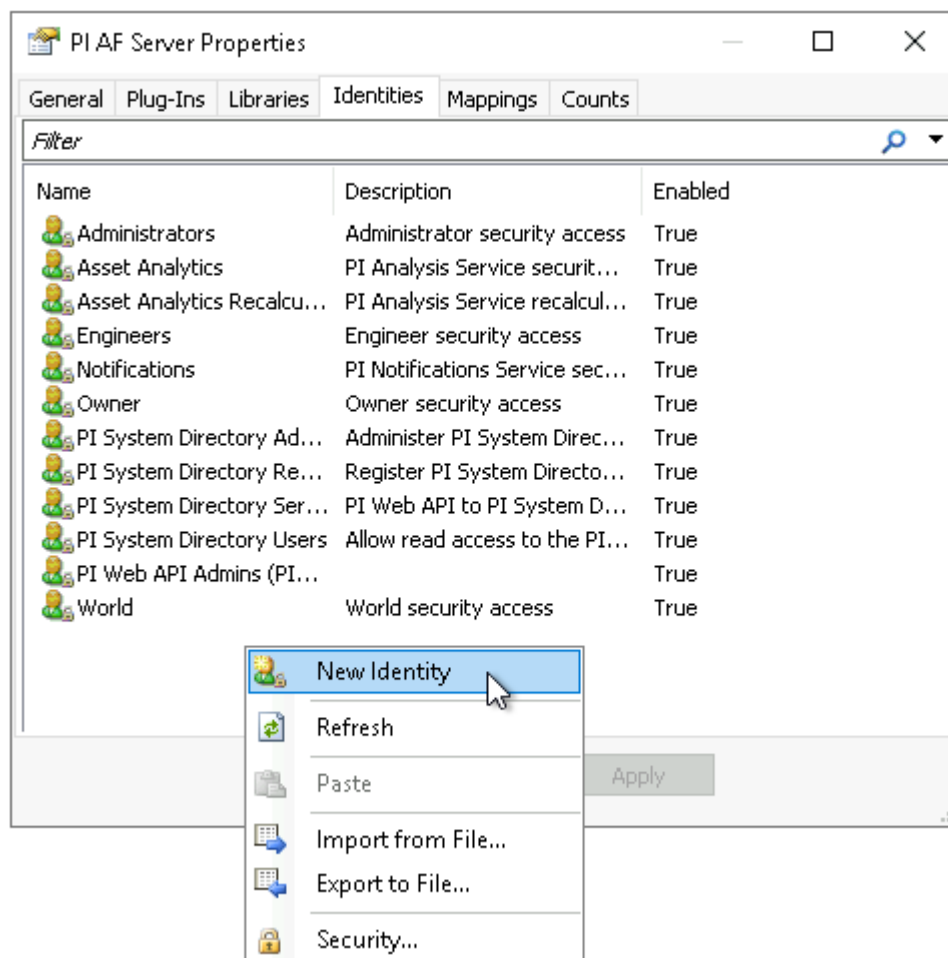 PI AF Server Properties
General Plug-Ins Libraries Identities Mappings Counts
Filter
Name Description Enabled
Administrators Administrator security access True
Asset Analytics PI Analysis Service securit... True
Asset Analytics Recalcu... PI Analysis Service recalcul... True
Engineers Engineer security access True
Notifications PI Notifications Service sec... True
Owner Owner security access True
PI System Directory Ad... Administer PI System Direc... True
PI System Directory Re... Register PI System Directo... True
PI System Directory Ser... PI Web API to PI System D... True
PI System Directory Users Allow read access to the PI... True
PI Web API Admins (PI... True
World World security access True
New Identity
Refresh
Paste Apply
Import from File...
Export to File...
Security...